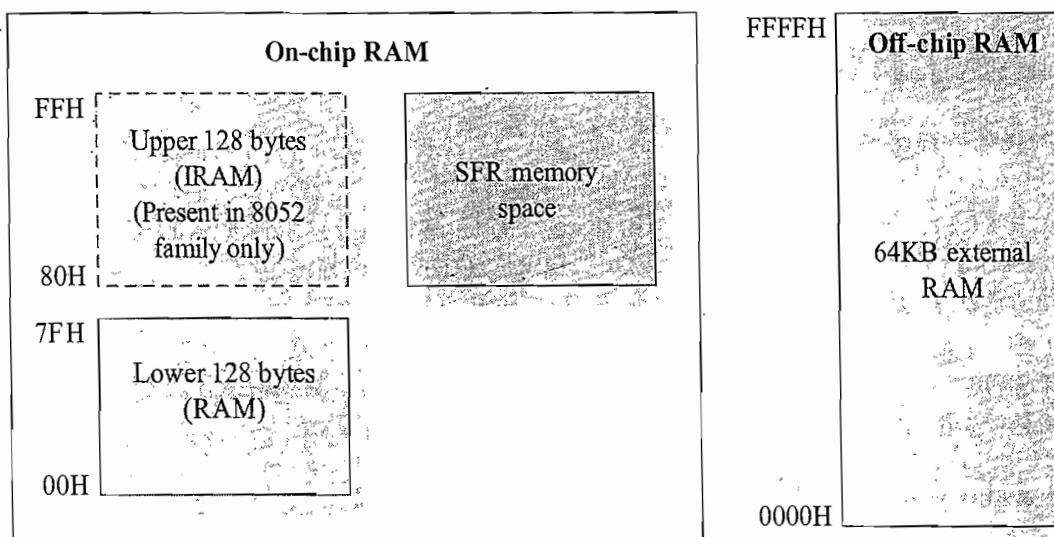 On-chip RAM
FFH
Upper 128 bytes
(IRAM)
(Present in 8052
family only)
80H
SFR memory
space
7FH
Lower 128 bytes
(RAM)
00H
FFFFH
Off-chip RAM
64KB external
RAM
0000H